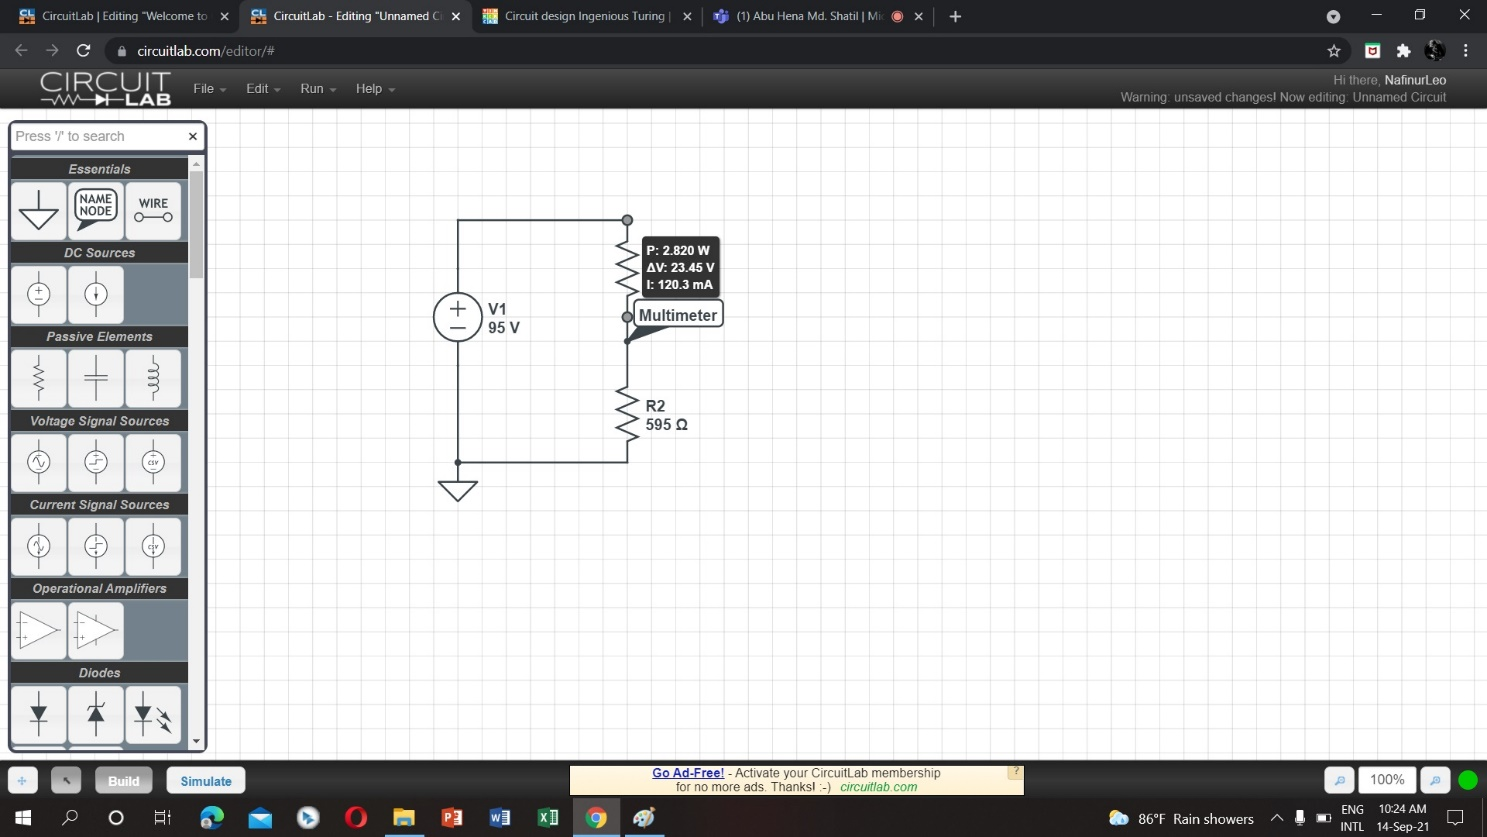 CircuitLab | Editing "Welcome to
CircuitLab - Editing "Unnamed Ci
Circuit design Ingenious Turing |
(1) Abu Hena Md. Shatil | Mi
circuitlab.com/editor/#
CIRCUIT
LAB
File
Edit
Run
Help
Hi there, NafinurLeo
Warning: unsaved changes! Now editing: Unnamed Circuit
Press '/' to search
Essentials
NAME
NODE
WIRE
DC Sources
Passive Elements
Voltage Signal Sources
CSV
Current Signal Sources
CSV
Operational Amplifiers
Diodes
P: 2.820 W
ΔV: 23.45 V
I: 120.3 mA
Multimeter
V1
95 V
R2
595 Ω
Build
Simulate
Go Ad-Free! - Activate your CircuitLab membership
for no more ads. Thanks! :-) circuitlab.com
?
100%
86°F Rain showers
ENG
INTL
10:24 AM
14-Sep-21